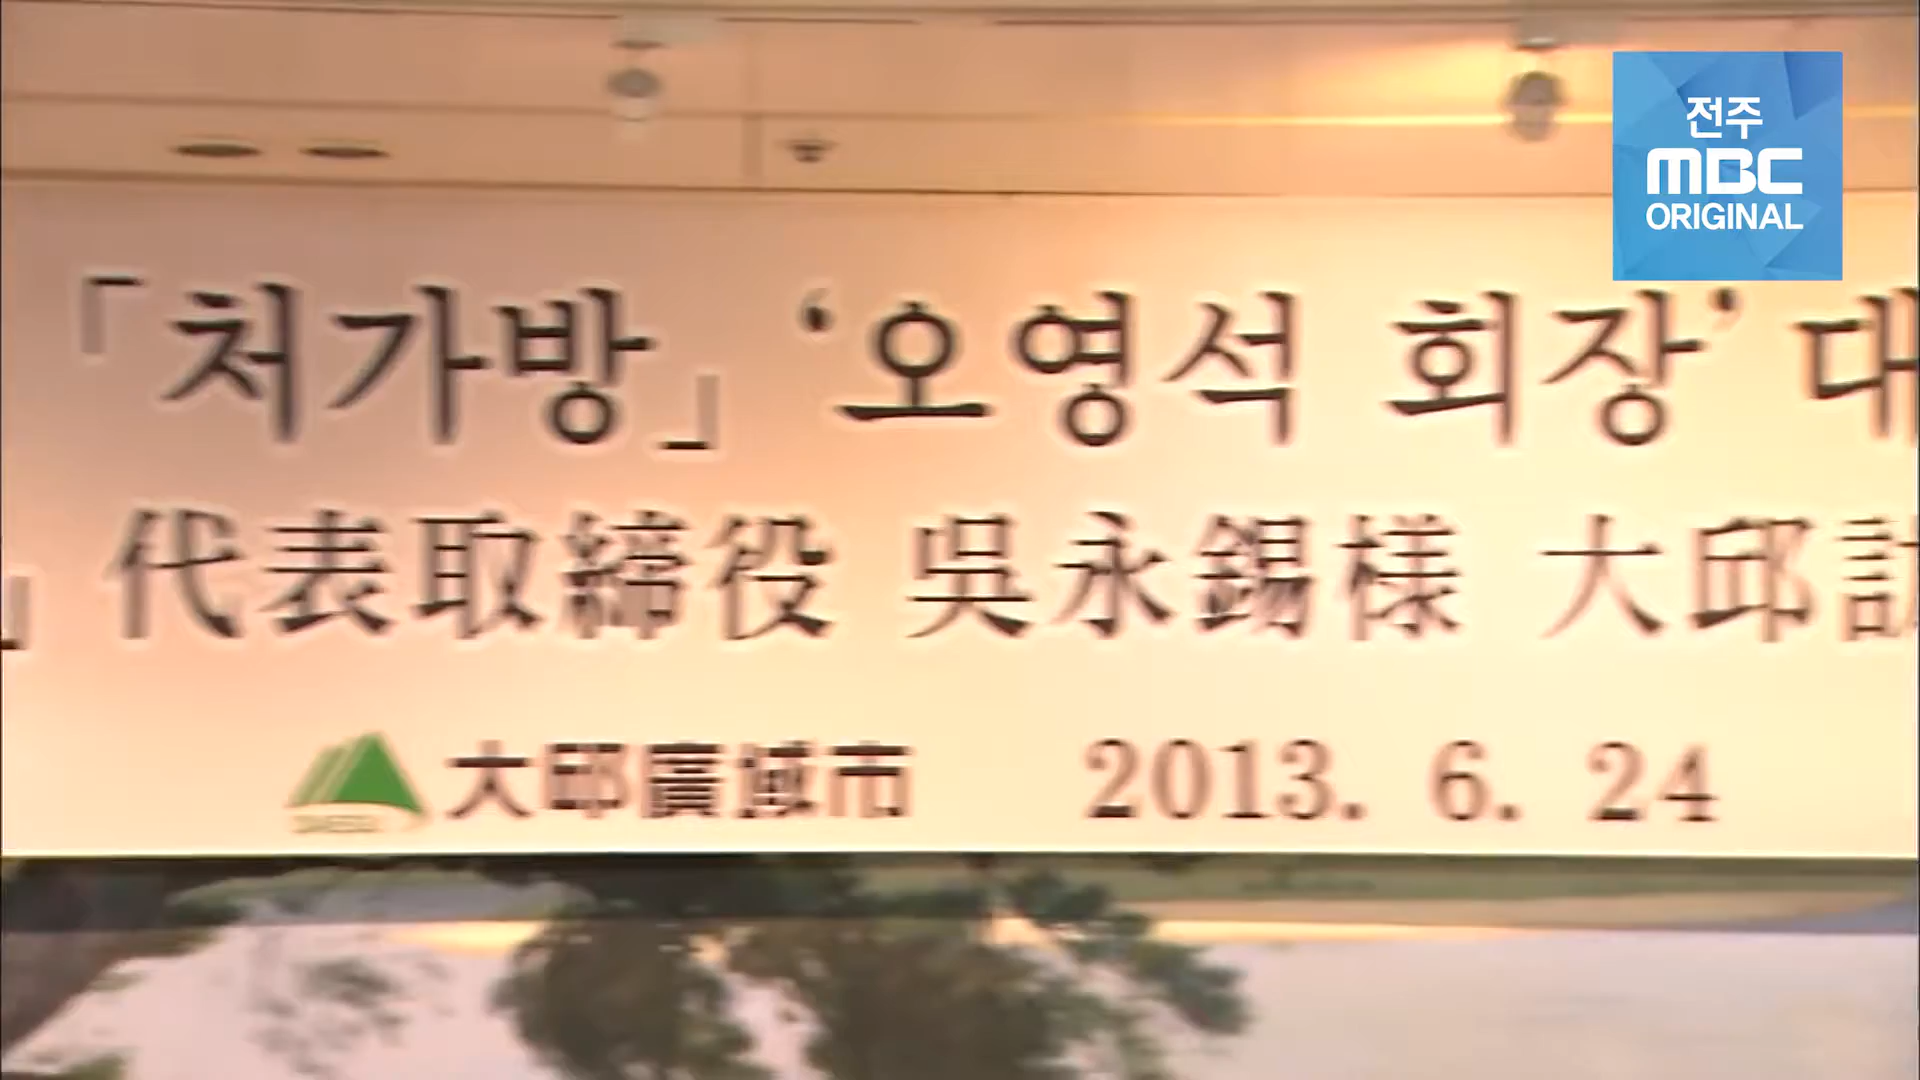 전주
MBC
ORIGINAL
「처가방」 ‘오영석 회장’ 대
」 代表取締役 吳永錫様 大邱訪
大邱廣域市 2013. 6. 24